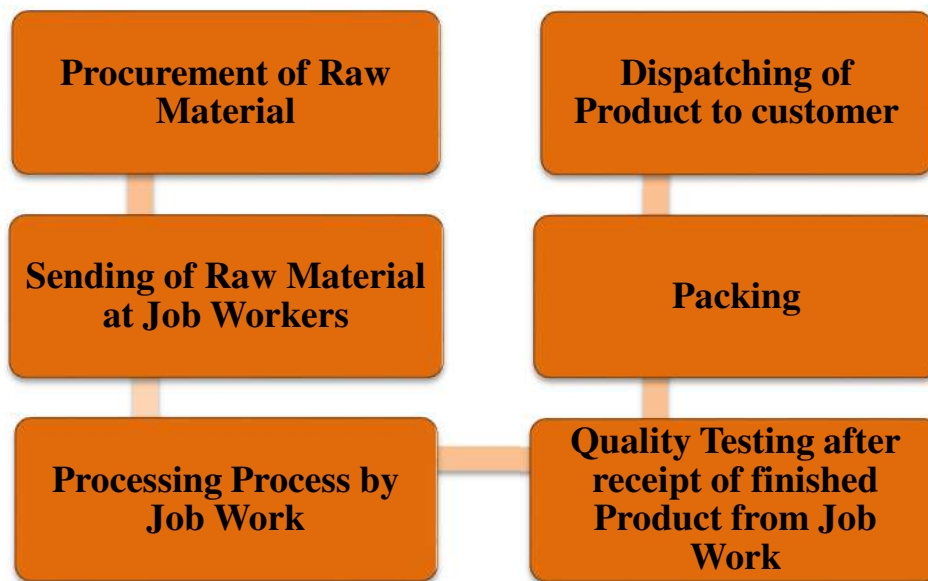 Procurement of Raw
Material
Sending of Raw Material
at Job Workers
Processing Process by
Job Work
Quality Testing after
receipt of finished
Product from Job
Work
Packing
Dispatching of
Product to customer